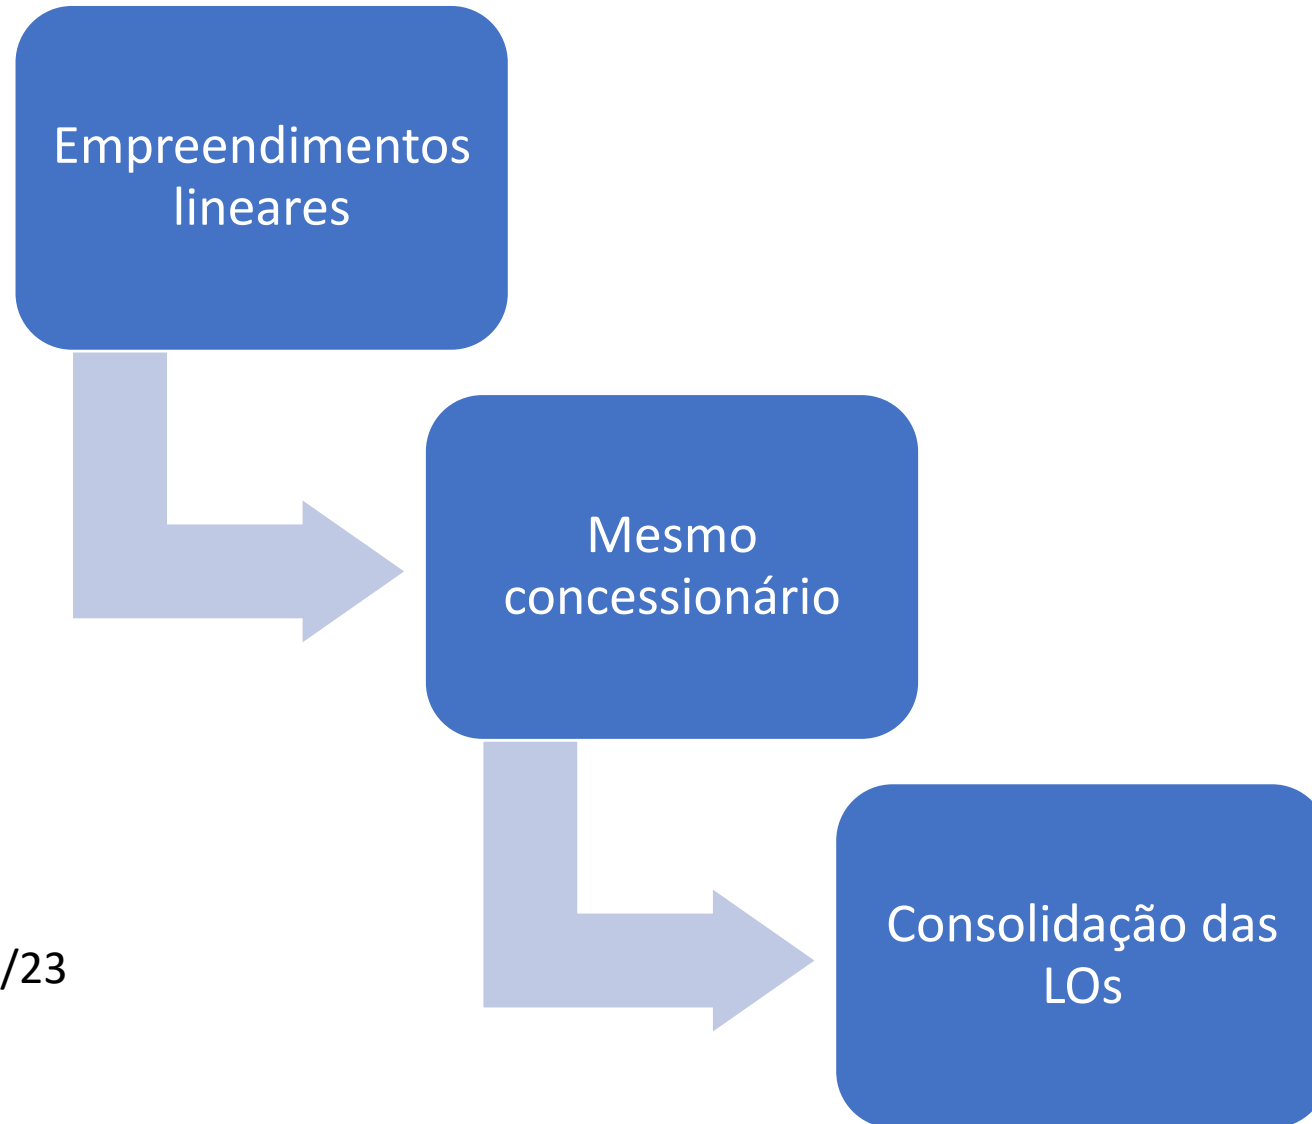 Empreendimentos
lineares
Mesmo
concessionário
Consolidação das
LOs
/23